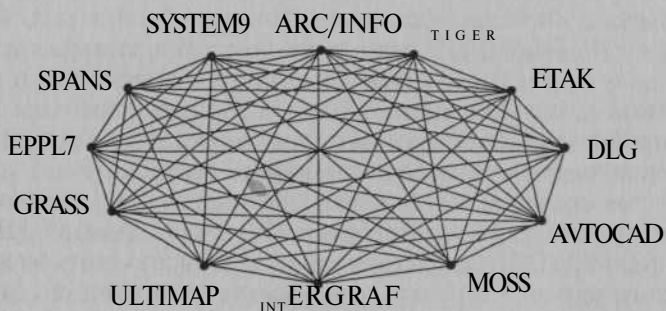 SYSTEM9 ARC/INFO TIGER
SPANS ETAK
EPPL7 DLG
GRASS AVTOCAD
ULTIMAP INTERGRAF MOSS